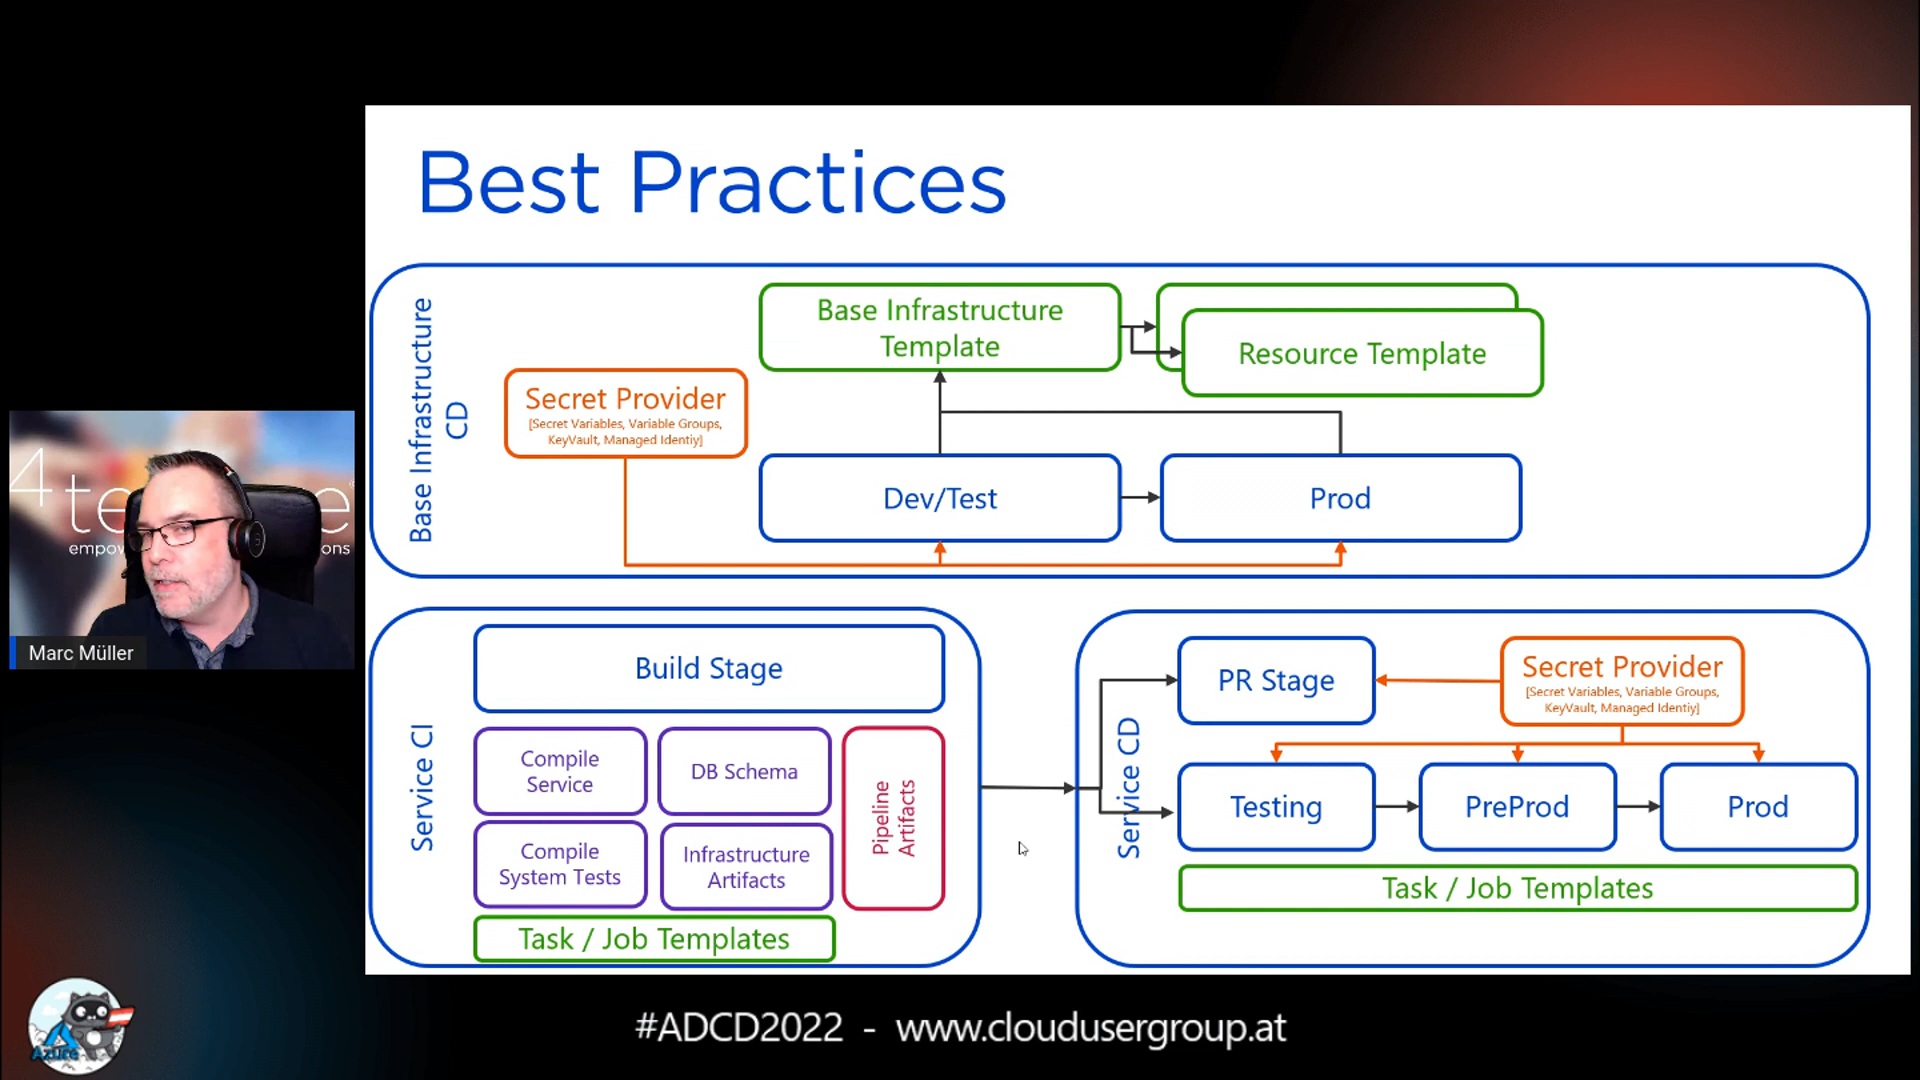 Best Practices
Base Infrastructure
CD
Base Infrastructure
Template
Resource Template
Secret Provider
[Secret Variables, Variable Groups,
KeyVault, Managed Identiy]
Dev/Test
Prod
Service CI
Build Stage
Compile
Service
DB Schema
Compile
System Tests
Infrastructure
Artifacts
Pipeline
Artifacts
Task / Job Templates
Service CD
PR Stage
Secret Provider
[Secret Variables, Variable Groups,
KeyVault, Managed Identiy]
Testing
PreProd
Prod
Task / Job Templates
Marc Müller
Azure
#ADCD2022 - www.cloudusergroup.at